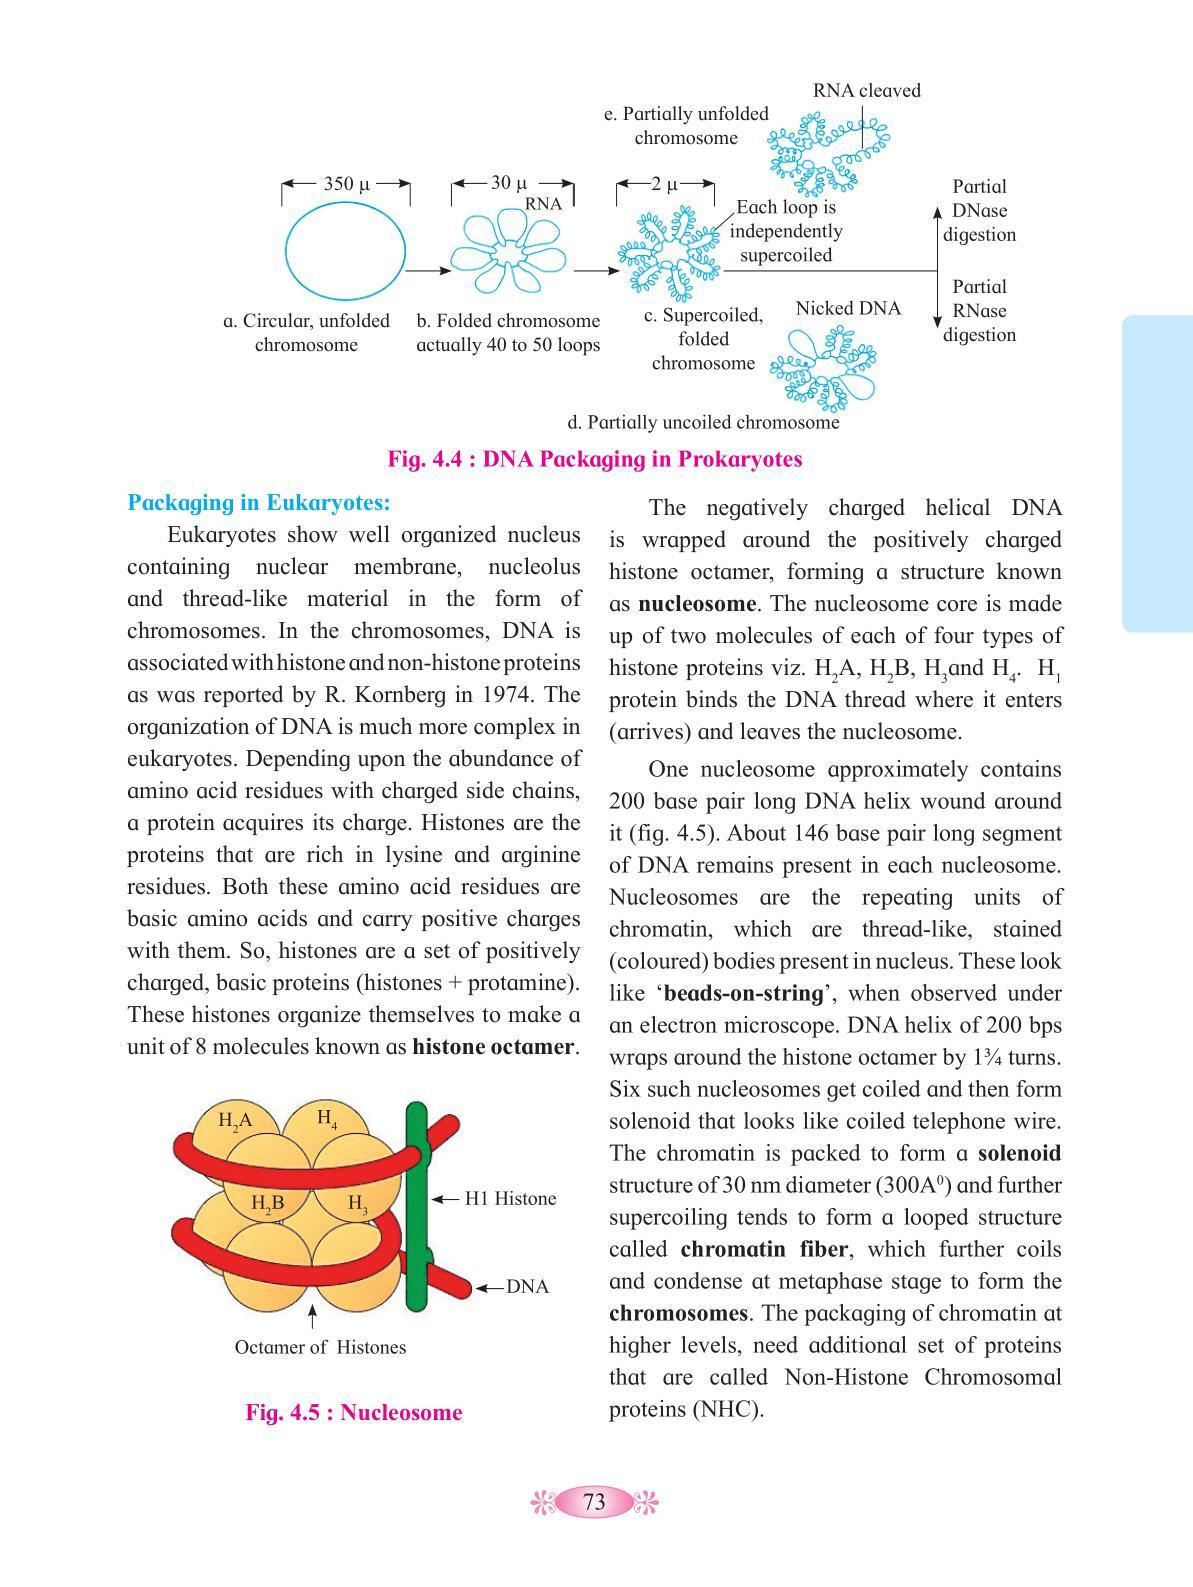 RNA cleaved
e. Partially unfolded
chromosome
350 µ
30 µ
RNA
2 µ
Each loop is
independently
supercoiled
Partial
DNase
digestion
Partial
RNase
digestion
a. Circular, unfolded
chromosome
b. Folded chromosome
actually 40 to 50 loops
c. Supercoiled,
folded
chromosome
Nicked DNA
d. Partially uncoiled chromosome
Fig. 4.4 : DNA Packaging in Prokaryotes
Packaging in Eukaryotes:
Eukaryotes show well organized nucleus
containing nuclear membrane, nucleolus
and thread-like material in the form of
chromosomes. In the chromosomes, DNA is
associated with histone and non-histone proteins
as was reported by R. Kornberg in 1974. The
organization of DNA is much more complex in
eukaryotes. Depending upon the abundance of
amino acid residues with charged side chains,
a protein acquires its charge. Histones are the
proteins that are rich in lysine and arginine
residues. Both these amino acid residues are
basic amino acids and carry positive charges
with them. So, histones are a set of positively
charged, basic proteins (histones + protamine).
These histones organize themselves to make a
unit of 8 molecules known as histone octamer.
H₂A
H₄
H₂B
H₃
H1 Histone
DNA
Octamer of Histones
Fig. 4.5 : Nucleosome
The negatively charged helical DNA
is wrapped around the positively charged
histone octamer, forming a structure known
as nucleosome. The nucleosome core is made
up of two molecules of each of four types of
histone proteins viz. H₂A, H₂B, H₃and H₄. H₁
protein binds the DNA thread where it enters
(arrives) and leaves the nucleosome.
One nucleosome approximately contains
200 base pair long DNA helix wound around
it (fig. 4.5). About 146 base pair long segment
of DNA remains present in each nucleosome.
Nucleosomes are the repeating units of
chromatin, which are thread-like, stained
(coloured) bodies present in nucleus. These look
like ‘beads-on-string’, when observed under
an electron microscope. DNA helix of 200 bps
wraps around the histone octamer by 1¾ turns.
Six such nucleosomes get coiled and then form
solenoid that looks like coiled telephone wire.
The chromatin is packed to form a solenoid
structure of 30 nm diameter (300A⁰) and further
supercoiling tends to form a looped structure
called chromatin fiber, which further coils
and condense at metaphase stage to form the
chromosomes. The packaging of chromatin at
higher levels, need additional set of proteins
that are called Non-Histone Chromosomal
proteins (NHC).
73